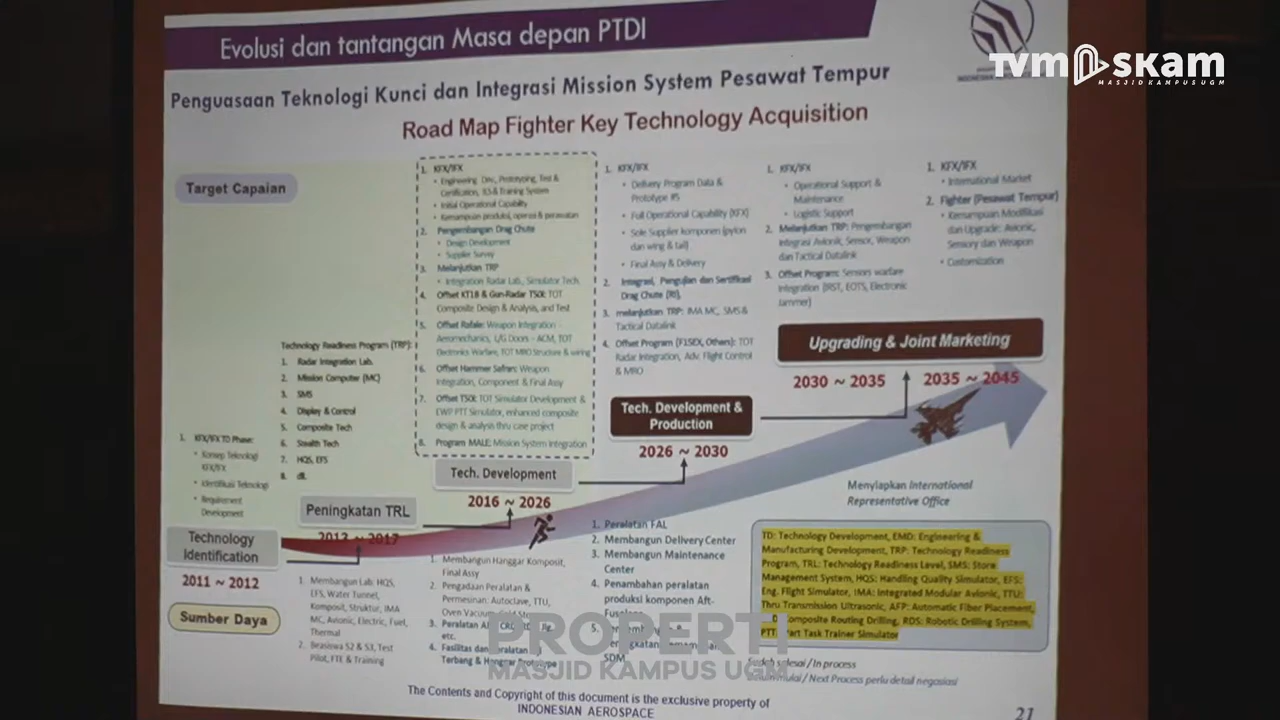 Evolusi dan tantangan Masa depan PTDI
TVM SKAM
MASJID KAMPUS UGM
Penguasaan Teknologi Kunci dan Integrasi Mission System Pesawat Tempur
Road Map Fighter Key Technology Acquisition
Target Capaian
1. KFX/IFX TD Phase:
• Konsep Teknologi
KFX/IFX
• Identifikasi Teknologi
• Requirement
Development
Technology Identification
2011 ~ 2012
Technology Readiness Program (TRP):
1. Radar Integration Lab.
2. Mission Computer (MC)
3. SMS
4. Display & Control
5. Composite Tech
6. Stealth Tech
7. HQS, EFS
8. dll.
Peningkatan TRL
2013 ~ 2017
1. KFX/IFX
• Engineering Dev, Prototyping, Test &
Certification, ILS & Training System
• Initial Operational Capability
• Kemampuan produksi, operasi & perawatan
2. Pengembangan Drag Chute
• Design Development
• Supplier Survey
3. Melanjutkan TRP
• Integration Radar Lab., Simulator Tech.
4. Offset KT1B & Gun-Radar T50i: TOT
Composite Design & Analysis, and Test
5. Offset Rafale: Weapon Integration -
Aeromechanics, L/G Doors - ACM, TOT
Electronics Warfare, TOT MRO Structure & wiring
6. Offset Hammer Safran: Weapon
Integration, Component & Final Assy
7. Offset T50i: TOT Simulator Development &
EWP PTT Simulator, enhanced composite
design & analysis thru case project
8. Program MALE: Mission System Integration
Tech. Development
2016 ~ 2026
1. KFX/IFX
• Delivery Program Data &
Prototype #5
• Full Operational Capability (KFX)
• Sole Supplier komponen (pylon
dan wing & tail)
• Final Assy & Delivery
2. Integrasi, Pengujian dan Sertifikasi
Drag Chute (RI),
3. melanjutkan TRP: IMA MC, SMS &
Tactical Datalink
4. Offset Program (F15EX, Others): TOT
Radar Integration, Adv. Flight Control
& MRO
Tech. Development &
Production
2026 ~ 2030
1. KFX/IFX
• Operational Support &
Maintenance
• Logistic Support
2. Melanjutkan TRP: Pengembangan
Integrasi Avionik, Sensor, Weapon
dan Tactical Datalink
3. Offset Program: Sensors warfare
Integration (IRST, EOTS, Electronic
Jammer)
1. KFX/IFX
• International Market
2. Fighter (Pesawat Tempur)
• Kemampuan Modifikasi
dan Upgrade: Avionic,
Sensory dan Weapon
• Customization
Upgrading & Joint Marketing
2030 ~ 2035
2035 ~ 2045
Sumber Daya
1. Membangun Lab: HQS,
EFS, Water Tunnel,
Komposit, Struktur, IMA
MC, Avionic, Electric, Fuel,
Thermal
2. Beasiswa S2 & S3, Test
Pilot, FTE & Training
1. Membangun Hanggar Komposit,
Final Assy
2. Pengadaan Peralatan &
Permesinan: Autoclave, TTU,
Oven Vacuum
3. Peralatan
etc.
4. Fasilitas dan Peralatan
Terbang & Hanggar Prototype
1. Peralatan FAL
2. Membangun Delivery Center
3. Membangun Maintenance
Center
4. Penambahan peralatan
produksi komponen Aft-
Fuselage
5.
SDM
Menyiapkan International
Representative Office
TD: Technology Development, EMD: Engineering &
Manufacturing Development, TRP: Technology Readiness
Program, TRL: Technology Readiness Level, SMS: Store
Management System, HQS: Handling Quality Simulator, EFS:
Eng. Flight Simulator, IMA: Integrated Modular Avionic, TTU:
Thru Transmission Ultrasonic, AFP: Automatic Fiber Placement,
Composite Routing Drilling, RDS: Robotic Drilling System,
PTT: Part Task Trainer Simulator
PROPERTI
MASJID KAMPUS UGM
selesai / In process
/ Next Process perlu detail negosiasi
The Contents and Copyright of this document is the exclusive property of
INDONESIAN AEROSPACE
21